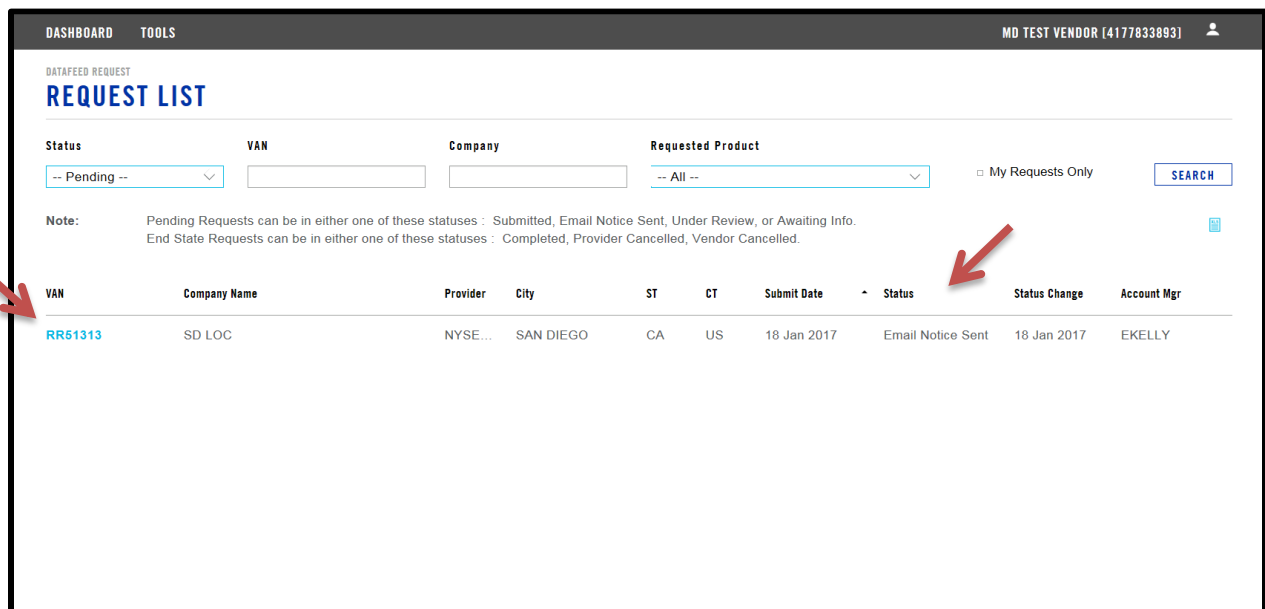 DASHBOARD TOOLS MD TEST VENDOR [4177833893]
DATAFEED REQUEST
REQUEST LIST
Status VAN Company Requested Product
-- Pending -- -- All -- My Requests Only SEARCH
Note: Pending Requests can be in either one of these statuses : Submitted, Email Notice Sent, Under Review, or Awaiting Info.
End State Requests can be in either one of these statuses : Completed, Provider Cancelled, Vendor Cancelled.
VAN Company Name Provider City ST CT Submit Date Status Status Change Account Mgr
RR51313 SD LOC NYSE... SAN DIEGO CA US 18 Jan 2017 Email Notice Sent 18 Jan 2017 EKELLY